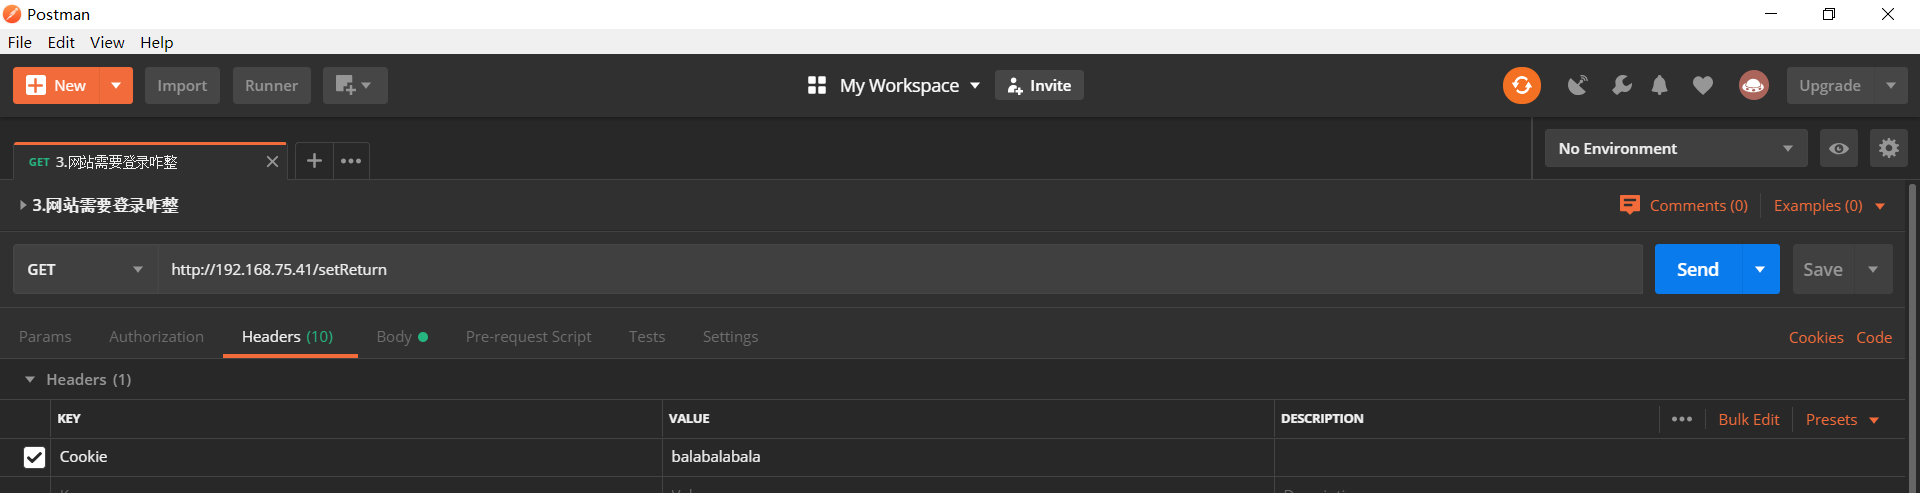 Postman
File Edit View Help
New Import Runner My Workspace Invite Upgrade
GET 3.网站需要登录咋整 No Environment
3.网站需要登录咋整 Comments (0) Examples (0)
GET http://192.168.75.41/setReturn Send Save
Params Authorization Headers (10) Body Pre-request Script Tests Settings Cookies Code
Headers (1)
KEY VALUE DESCRIPTION Bulk Edit Presets
Cookie balabalabala